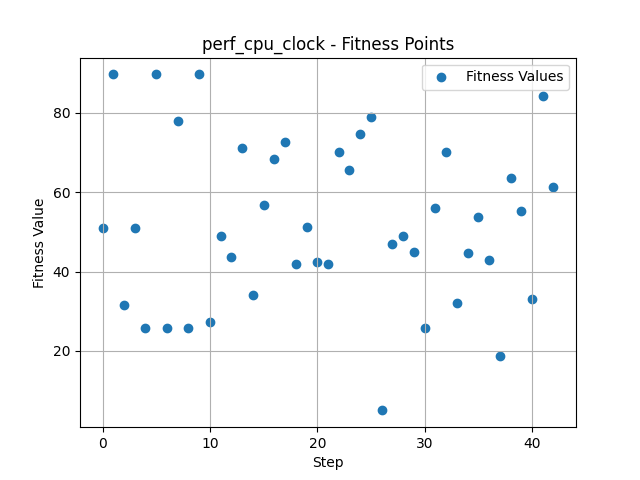 perf_cpu_clock - Fitness Points
Fitness Values
80
60
40
20
Fitness Value
0 10 20 30 40
Step